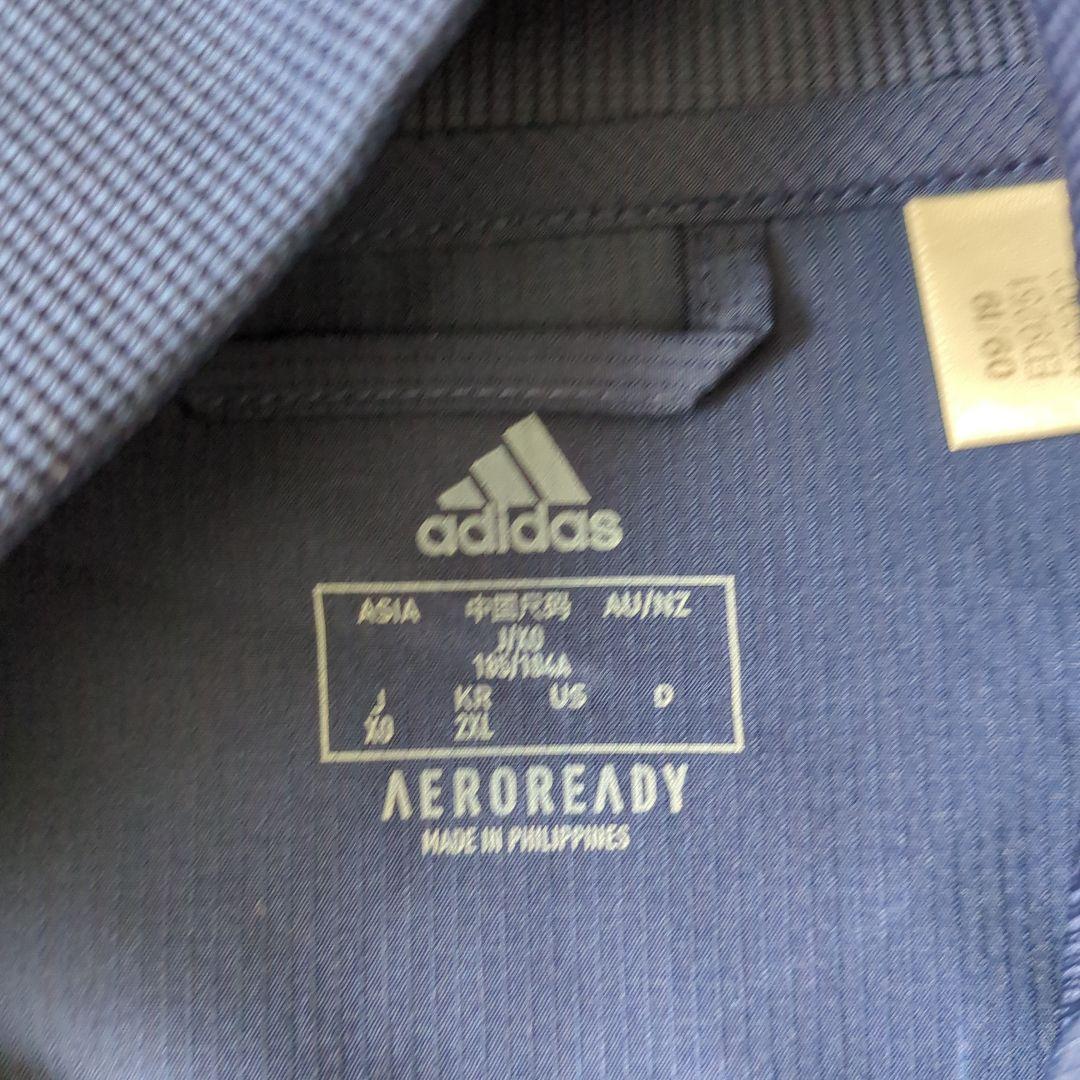 adidas
ASIA 中国尺码 AU/NZ
J/XO
185/104A
J KR US D
XO 2XL
AEROREADY
MADE IN PHILIPPINES
09/19